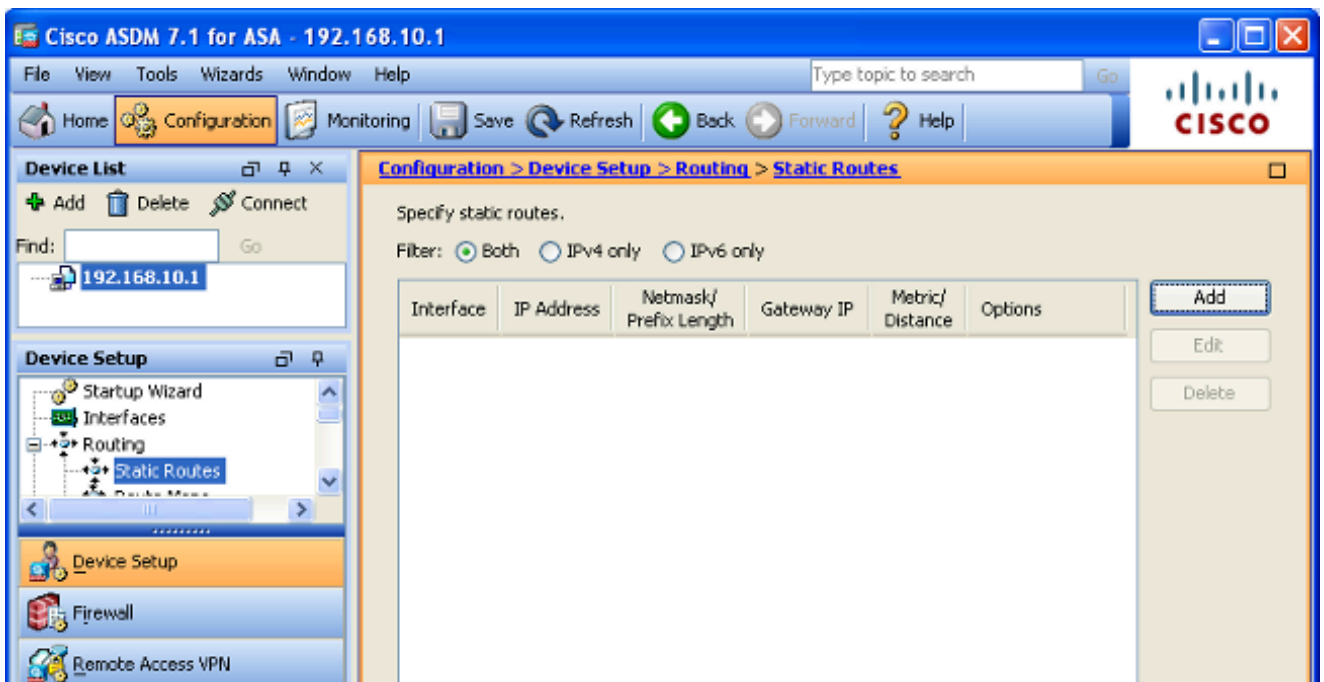 Cisco ASDM 7.1 for ASA - 192.168.10.1
File View Tools Wizards Window Help Type topic to search Go
Home Configuration Monitoring Save Refresh Back Forward Help
CISCO
Device List
Add Delete Connect
Find: Go
192.168.10.1
Device Setup
Startup Wizard
Interfaces
Routing
Static Routes
Device Setup
Firewall
Remote Access VPN
Configuration > Device Setup > Routing > Static Routes
Specify static routes.
Filter: Both IPv4 only IPv6 only
Interface IP Address Netmask/ Prefix Length Gateway IP Metric/ Distance Options
Add
Edit
Delete